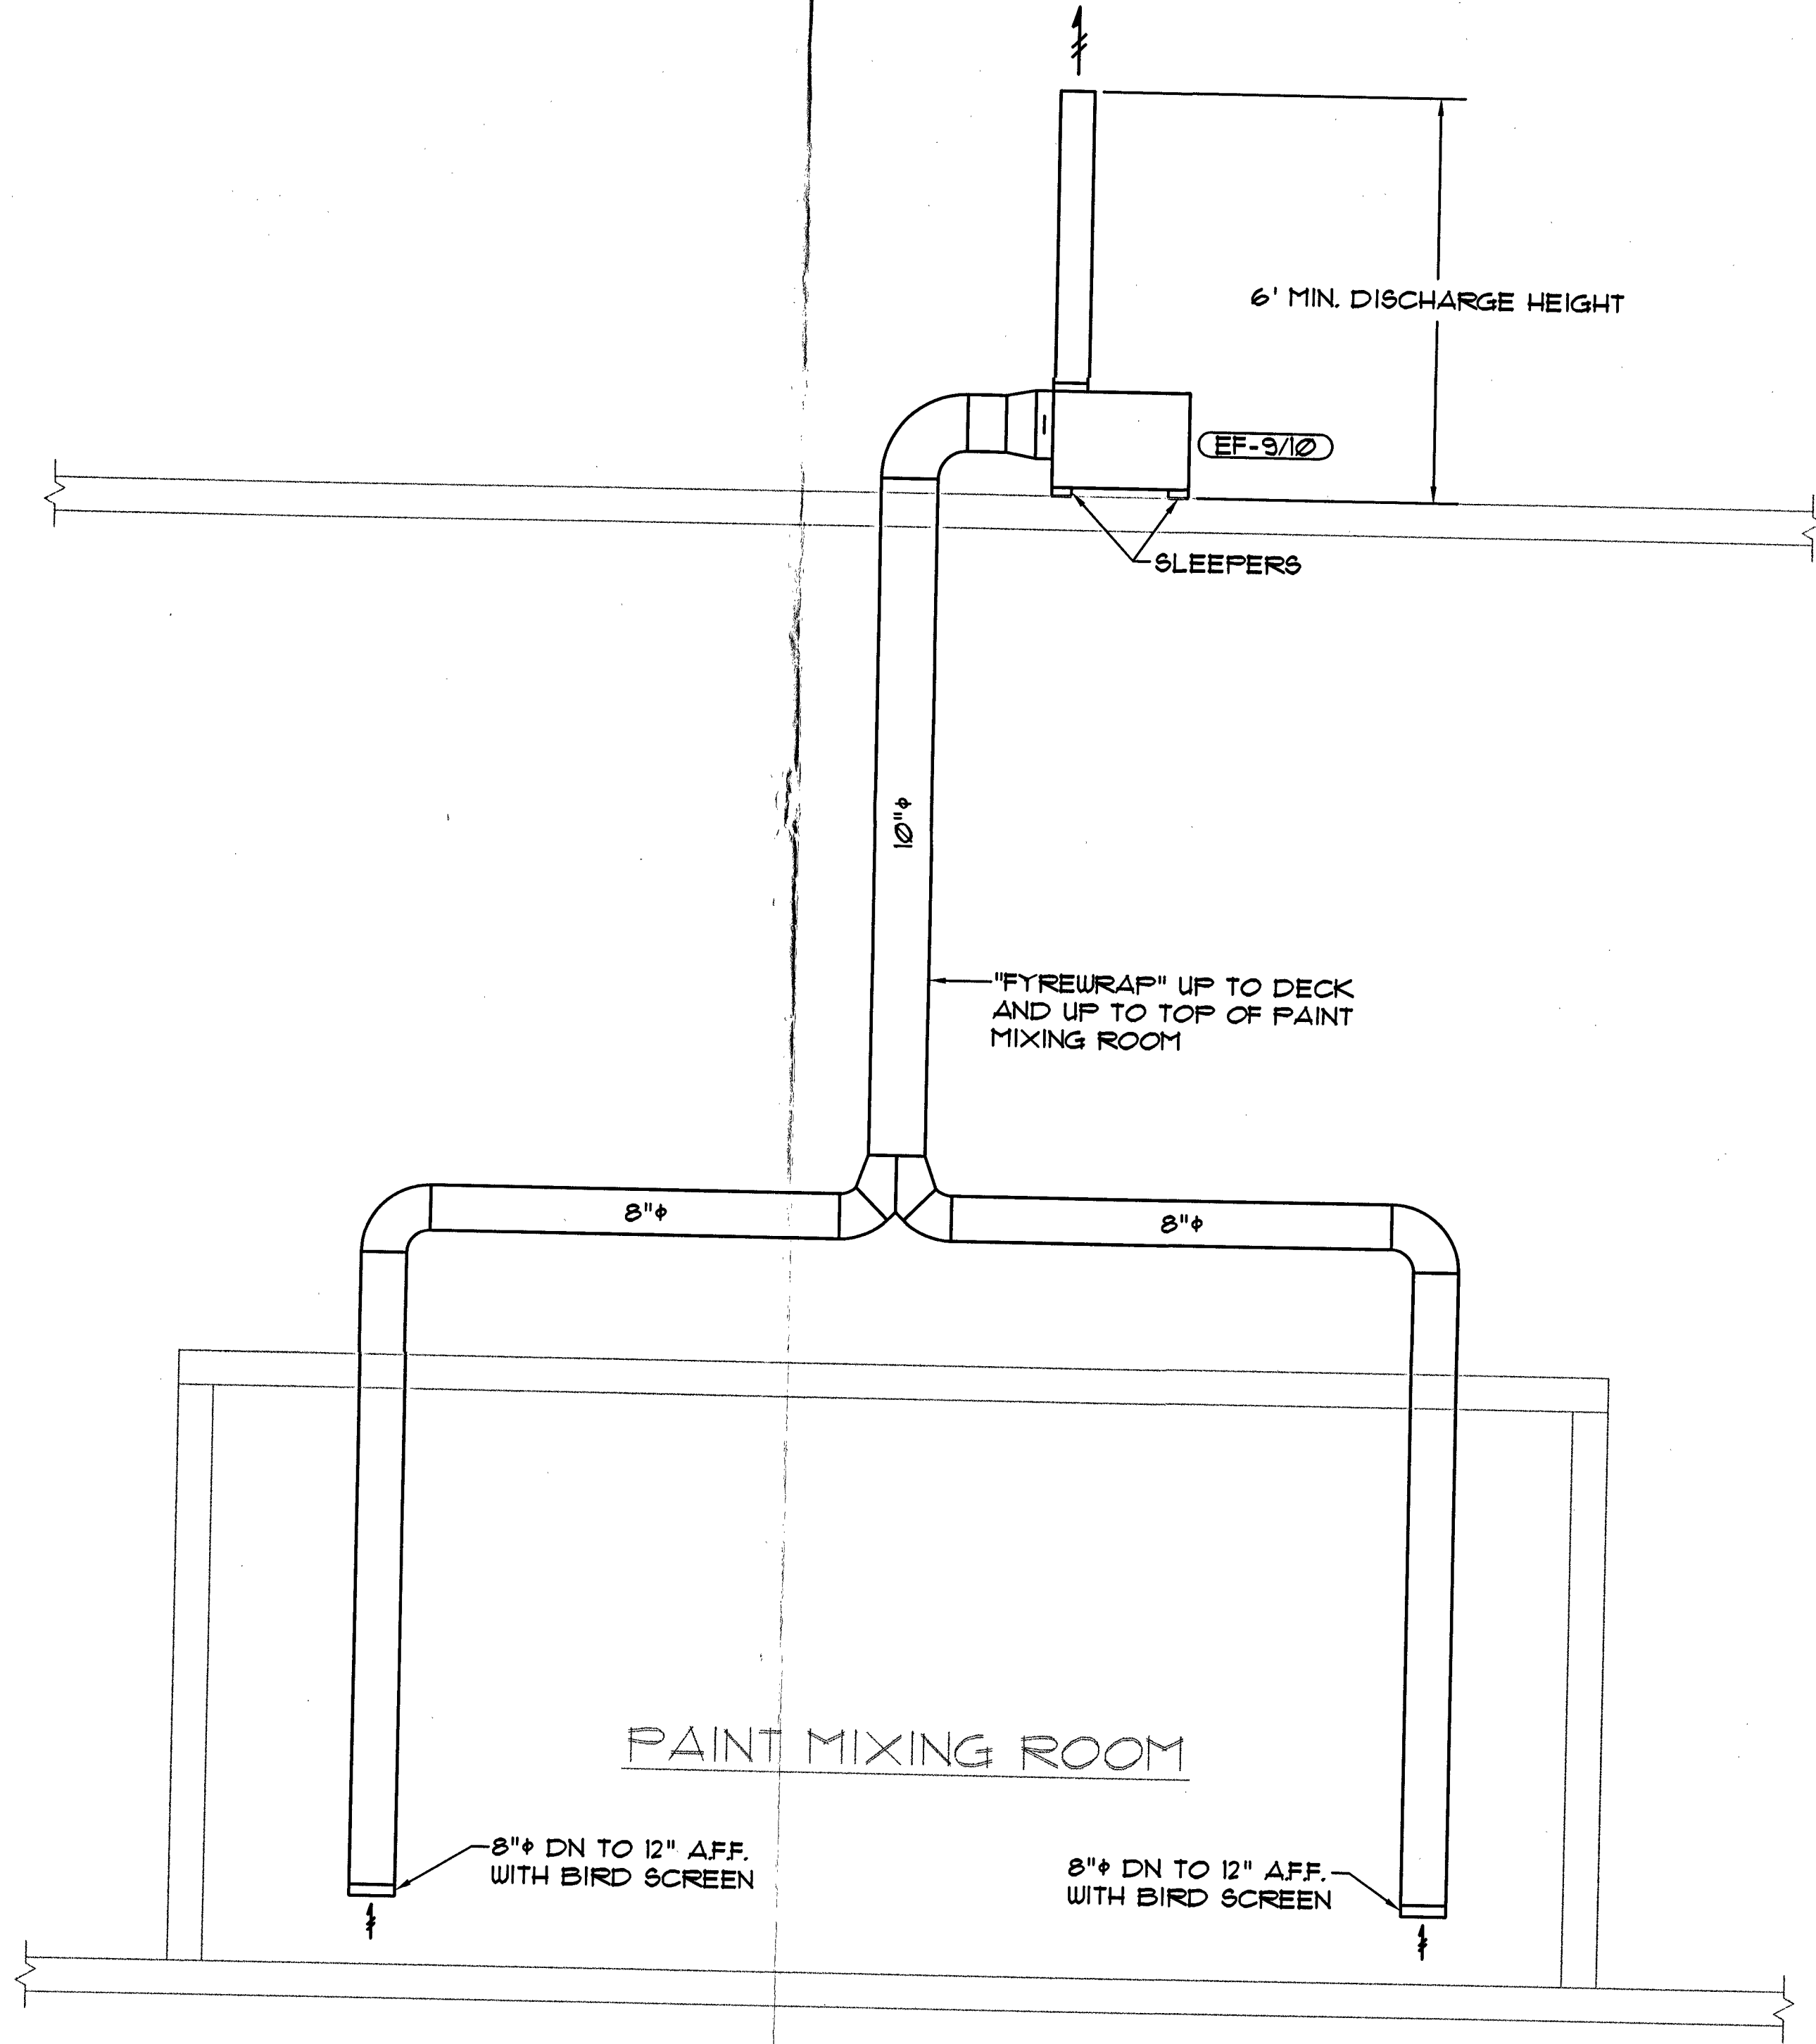 6' MIN. DISCHARGE HEIGHT
EF-9/10
SLEEPERS
10"φ
"FYREWRAP" UP TO DECK
AND UP TO TOP OF PAINT
MIXING ROOM
8"φ
8"φ
PAINT MIXING ROOM
8"φ DN TO 12" A.F.F.
WITH BIRD SCREEN
8"φ DN TO 12" A.F.F.
WITH BIRD SCREEN